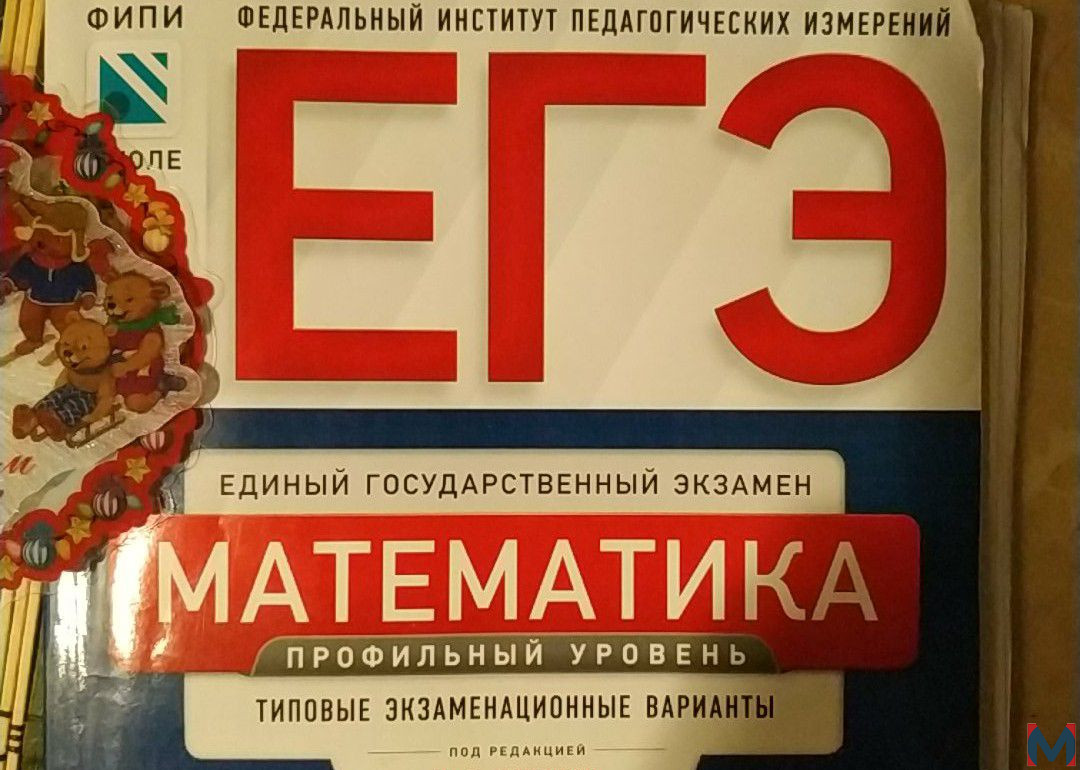 ФИПИ
ФЕДЕРАЛЬНЫЙ ИНСТИТУТ ПЕДАГОГИЧЕСКИХ ИЗМЕРЕНИЙ
ЕГЭ
ЕДИНЫЙ ГОСУДАРСТВЕННЫЙ ЭКЗАМЕН
МАТЕМАТИКА
ПРОФИЛЬНЫЙ УРОВЕНЬ
ТИПОВЫЕ ЭКЗАМЕНАЦИОННЫЕ ВАРИАНТЫ
ПОД РЕДАКЦИЕЙ
М